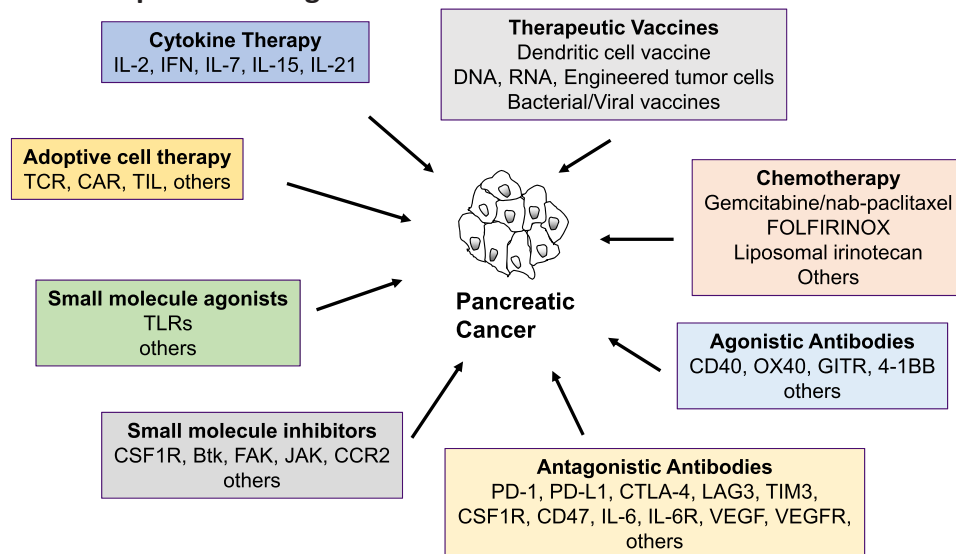 Cytokine Therapy
IL-2, IFN, IL-7, IL-15, IL-21
Therapeutic Vaccines
Dendritic cell vaccine
DNA, RNA, Engineered tumor cells
Bacterial/Viral vaccines
Adoptive cell therapy
TCR, CAR, TIL, others
Chemotherapy
Gemcitabine/nab-paclitaxel
FOLFIRINOX
Liposomal irinotecan
Others
Small molecule agonists
TLRs
others
Pancreatic
Cancer
Agonistic Antibodies
CD40, OX40, GITR, 4-1BB
others
Small molecule inhibitors
CSF1R, Btk, FAK, JAK, CCR2
others
Antagonistic Antibodies
PD-1, PD-L1, CTLA-4, LAG3, TIM3,
CSF1R, CD47, IL-6, IL-6R, VEGF, VEGFR,
others